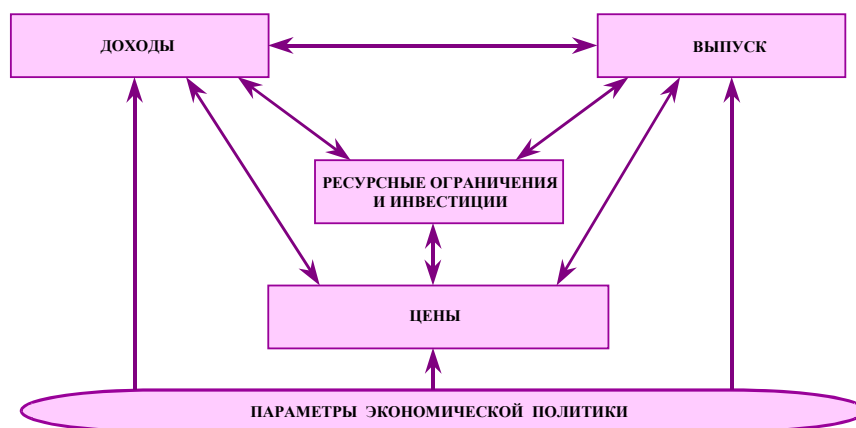 ДОХОДЫ
ВЫПУСК
РЕСУРСНЫЕ ОГРАНИЧЕНИЯ
И ИНВЕСТИЦИИ
ЦЕНЫ
ПАРАМЕТРЫ ЭКОНОМИЧЕСКОЙ ПОЛИТИКИ